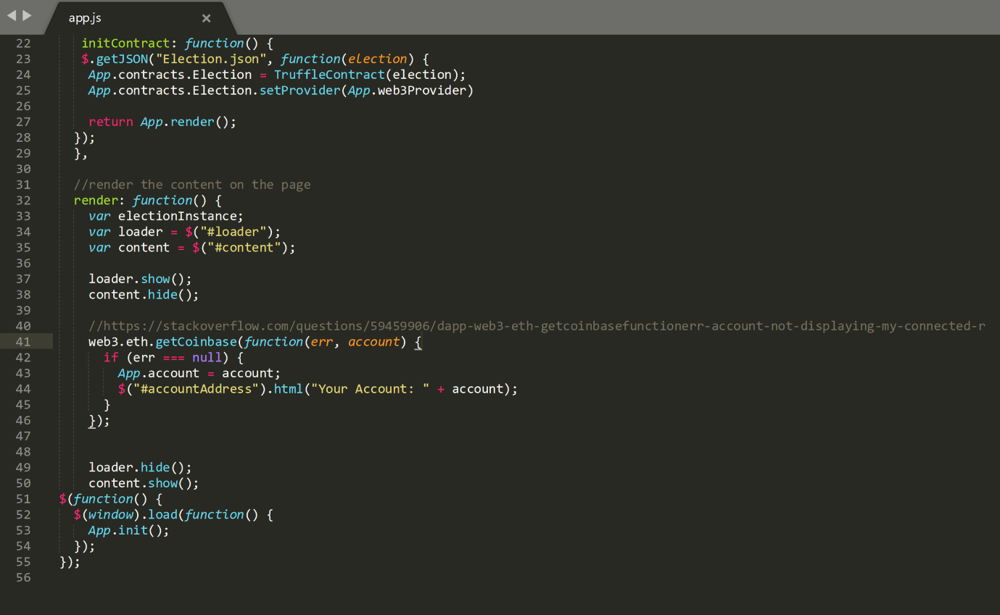 app.js
22 initContract: function() {
23 $.getJSON("Election.json", function(election) {
24 App.contracts.Election = TruffleContract(election);
25 App.contracts.Election.setProvider(App.web3Provider)
26
27 return App.render();
28 });
29 },
30
31 //render the content on the page
32 render: function() {
33 var electionInstance;
34 var loader = $("#loader");
35 var content = $("#content");
36
37 loader.show();
38 content.hide();
39
40 //https://stackoverflow.com/questions/59459906/dapp-web3-eth-getcoinbasefunctionerr-account-not-displaying-my-connected-r
41 web3.eth.getCoinbase(function(err, account) {
42 if (err === null) {
43 App.account = account;
44 $("#accountAddress").html("Your Account: " + account);
45 }
46 });
47
48
49 loader.hide();
50 content.show();
51 $(function() {
52 $(window).load(function() {
53 App.init();
54 });
55 });
56